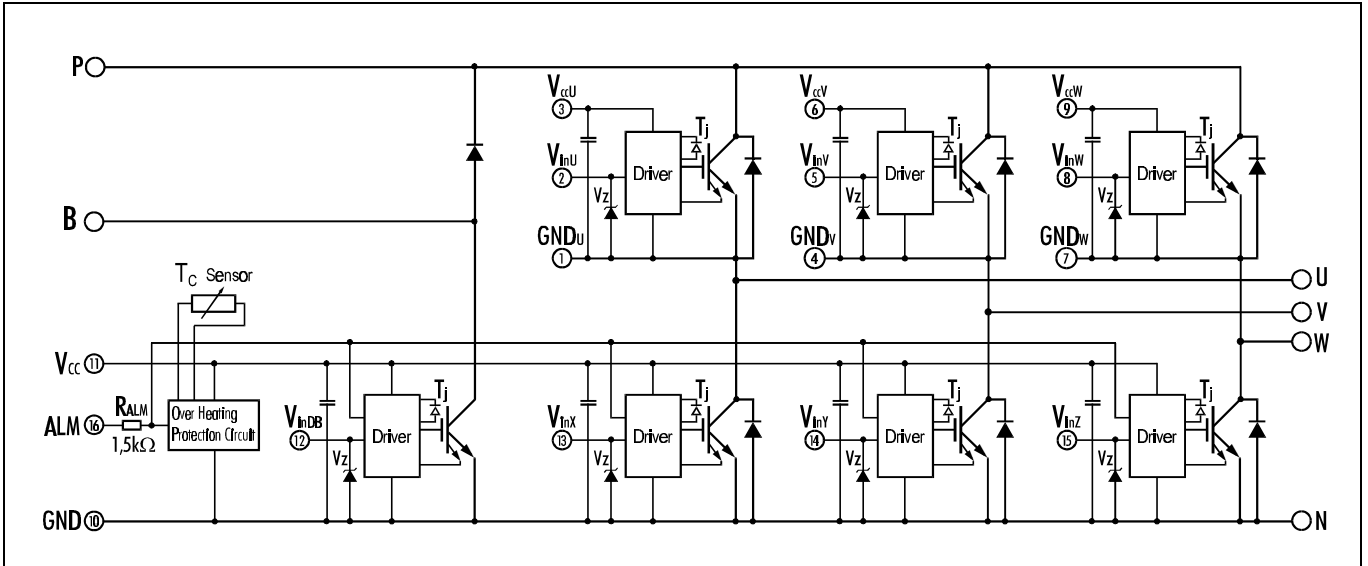 P
VccU
3
Tj
VinU
2
Driver
Vz
GNDU
1
VccV
6
Tj
VinV
5
Driver
Vz
GNDV
4
VccW
9
Tj
VinW
8
Driver
Vz
GNDW
7
B
TC Sensor
U
V
W
Vcc 11
RALM
ALM 16
1,5kΩ
Over Heating
Protection Circuit
VinDB
12
Driver
Tj
Vz
VinX
13
Driver
Tj
Vz
VinY
14
Driver
Tj
Vz
VinZ
15
Driver
Tj
Vz
GND 10
N